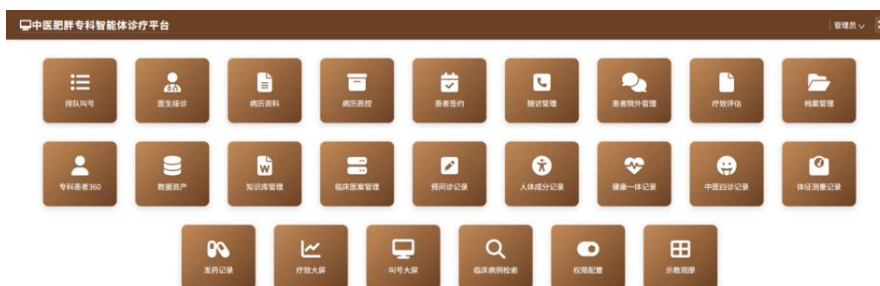 中医肥胖专科智能体诊疗平台
管理员
排队叫号 医生接诊 病历资料 病历质控 患者签约 随访管理 患者院外管理 疗效评估 档案管理
专科患者360 数据资产 知识库管理 临床医案管理 预问诊记录 人体成分记录 健康一体记录 中医四诊记录 体征测量记录
发药记录 疗效大屏 叫号大屏 临床病例检索 权限配置 示教观摩